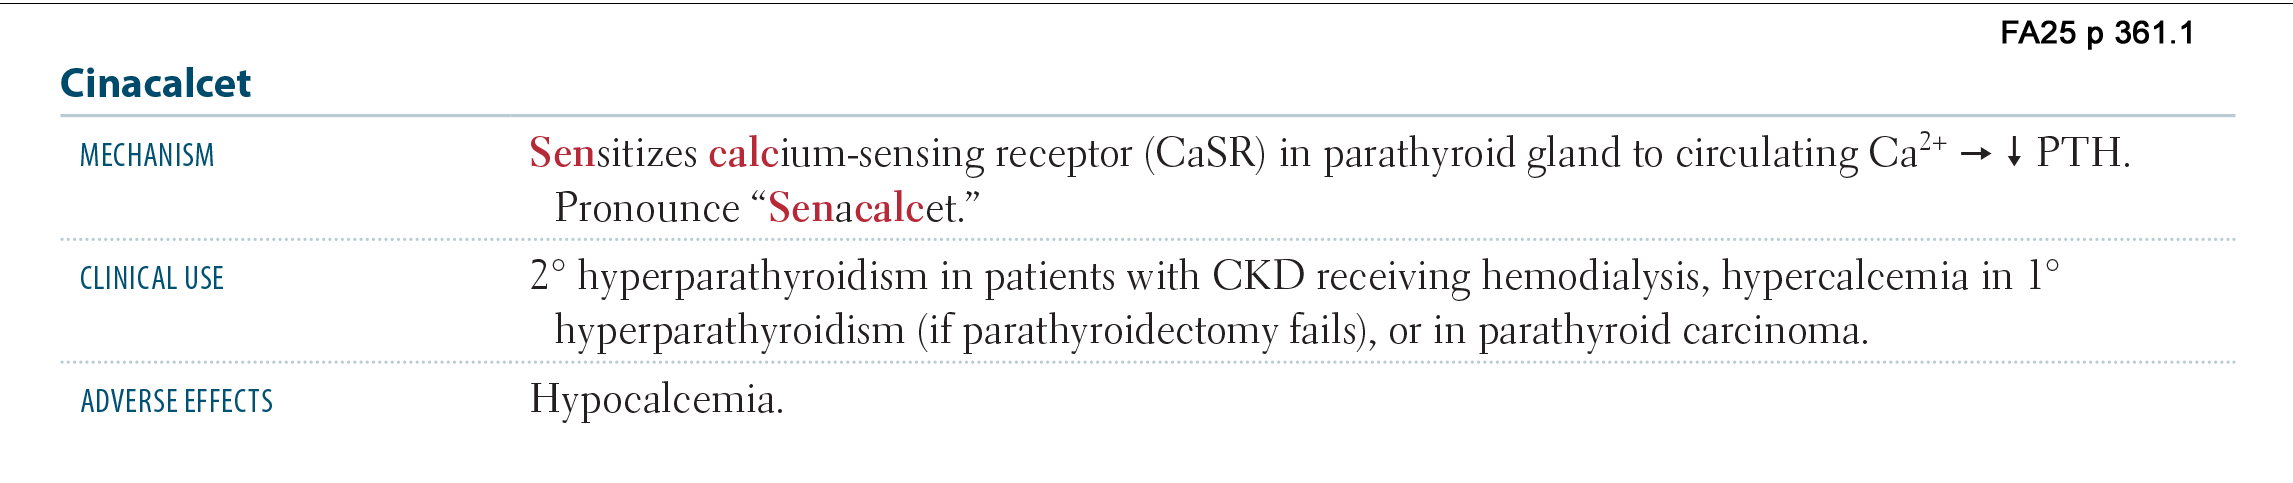 FA25 p 361.1
Cinacalcet
MECHANISM Sensitizes calcium-sensing receptor (CaSR) in parathyroid gland to circulating Ca²⁺ → ↓ PTH.
Pronounce “Senacalcet.”
CLINICAL USE 2° hyperparathyroidism in patients with CKD receiving hemodialysis, hypercalcemia in 1°
hyperparathyroidism (if parathyroidectomy fails), or in parathyroid carcinoma.
ADVERSE EFFECTS Hypocalcemia.